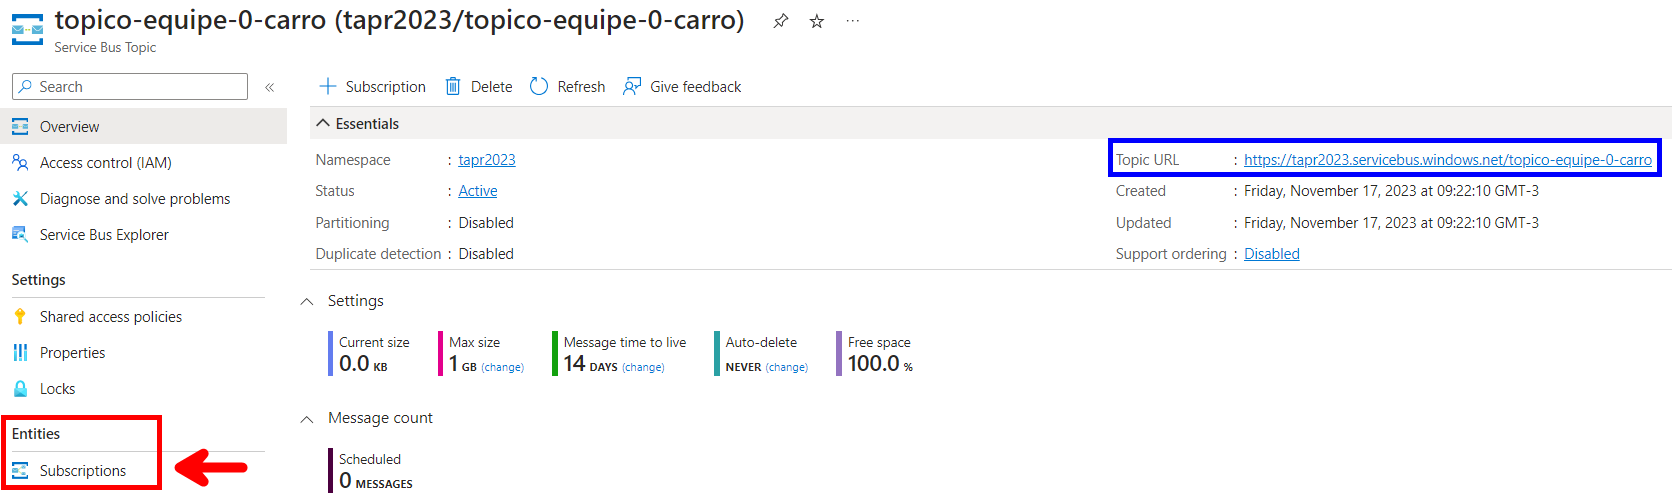 topico-equipe-0-carro (tapr2023/topico-equipe-0-carro)
Service Bus Topic
Search
Overview
Access control (IAM)
Diagnose and solve problems
Service Bus Explorer
Settings
Shared access policies
Properties
Locks
Entities
Subscriptions
Subscription Delete Refresh Give feedback
Essentials
Namespace : tapr2023
Status : Active
Partitioning : Disabled
Duplicate detection : Disabled
Topic URL : https://tapr2023.servicebus.windows.net/topico-equipe-0-carro
Created : Friday, November 17, 2023 at 09:22:10 GMT-3
Updated : Friday, November 17, 2023 at 09:22:10 GMT-3
Support ordering : Disabled
Settings
Current size
0.0 KB
Max size
1 GB (change)
Message time to live
14 DAYS (change)
Auto-delete
NEVER (change)
Free space
100.0 %
Message count
Scheduled
0 MESSAGES